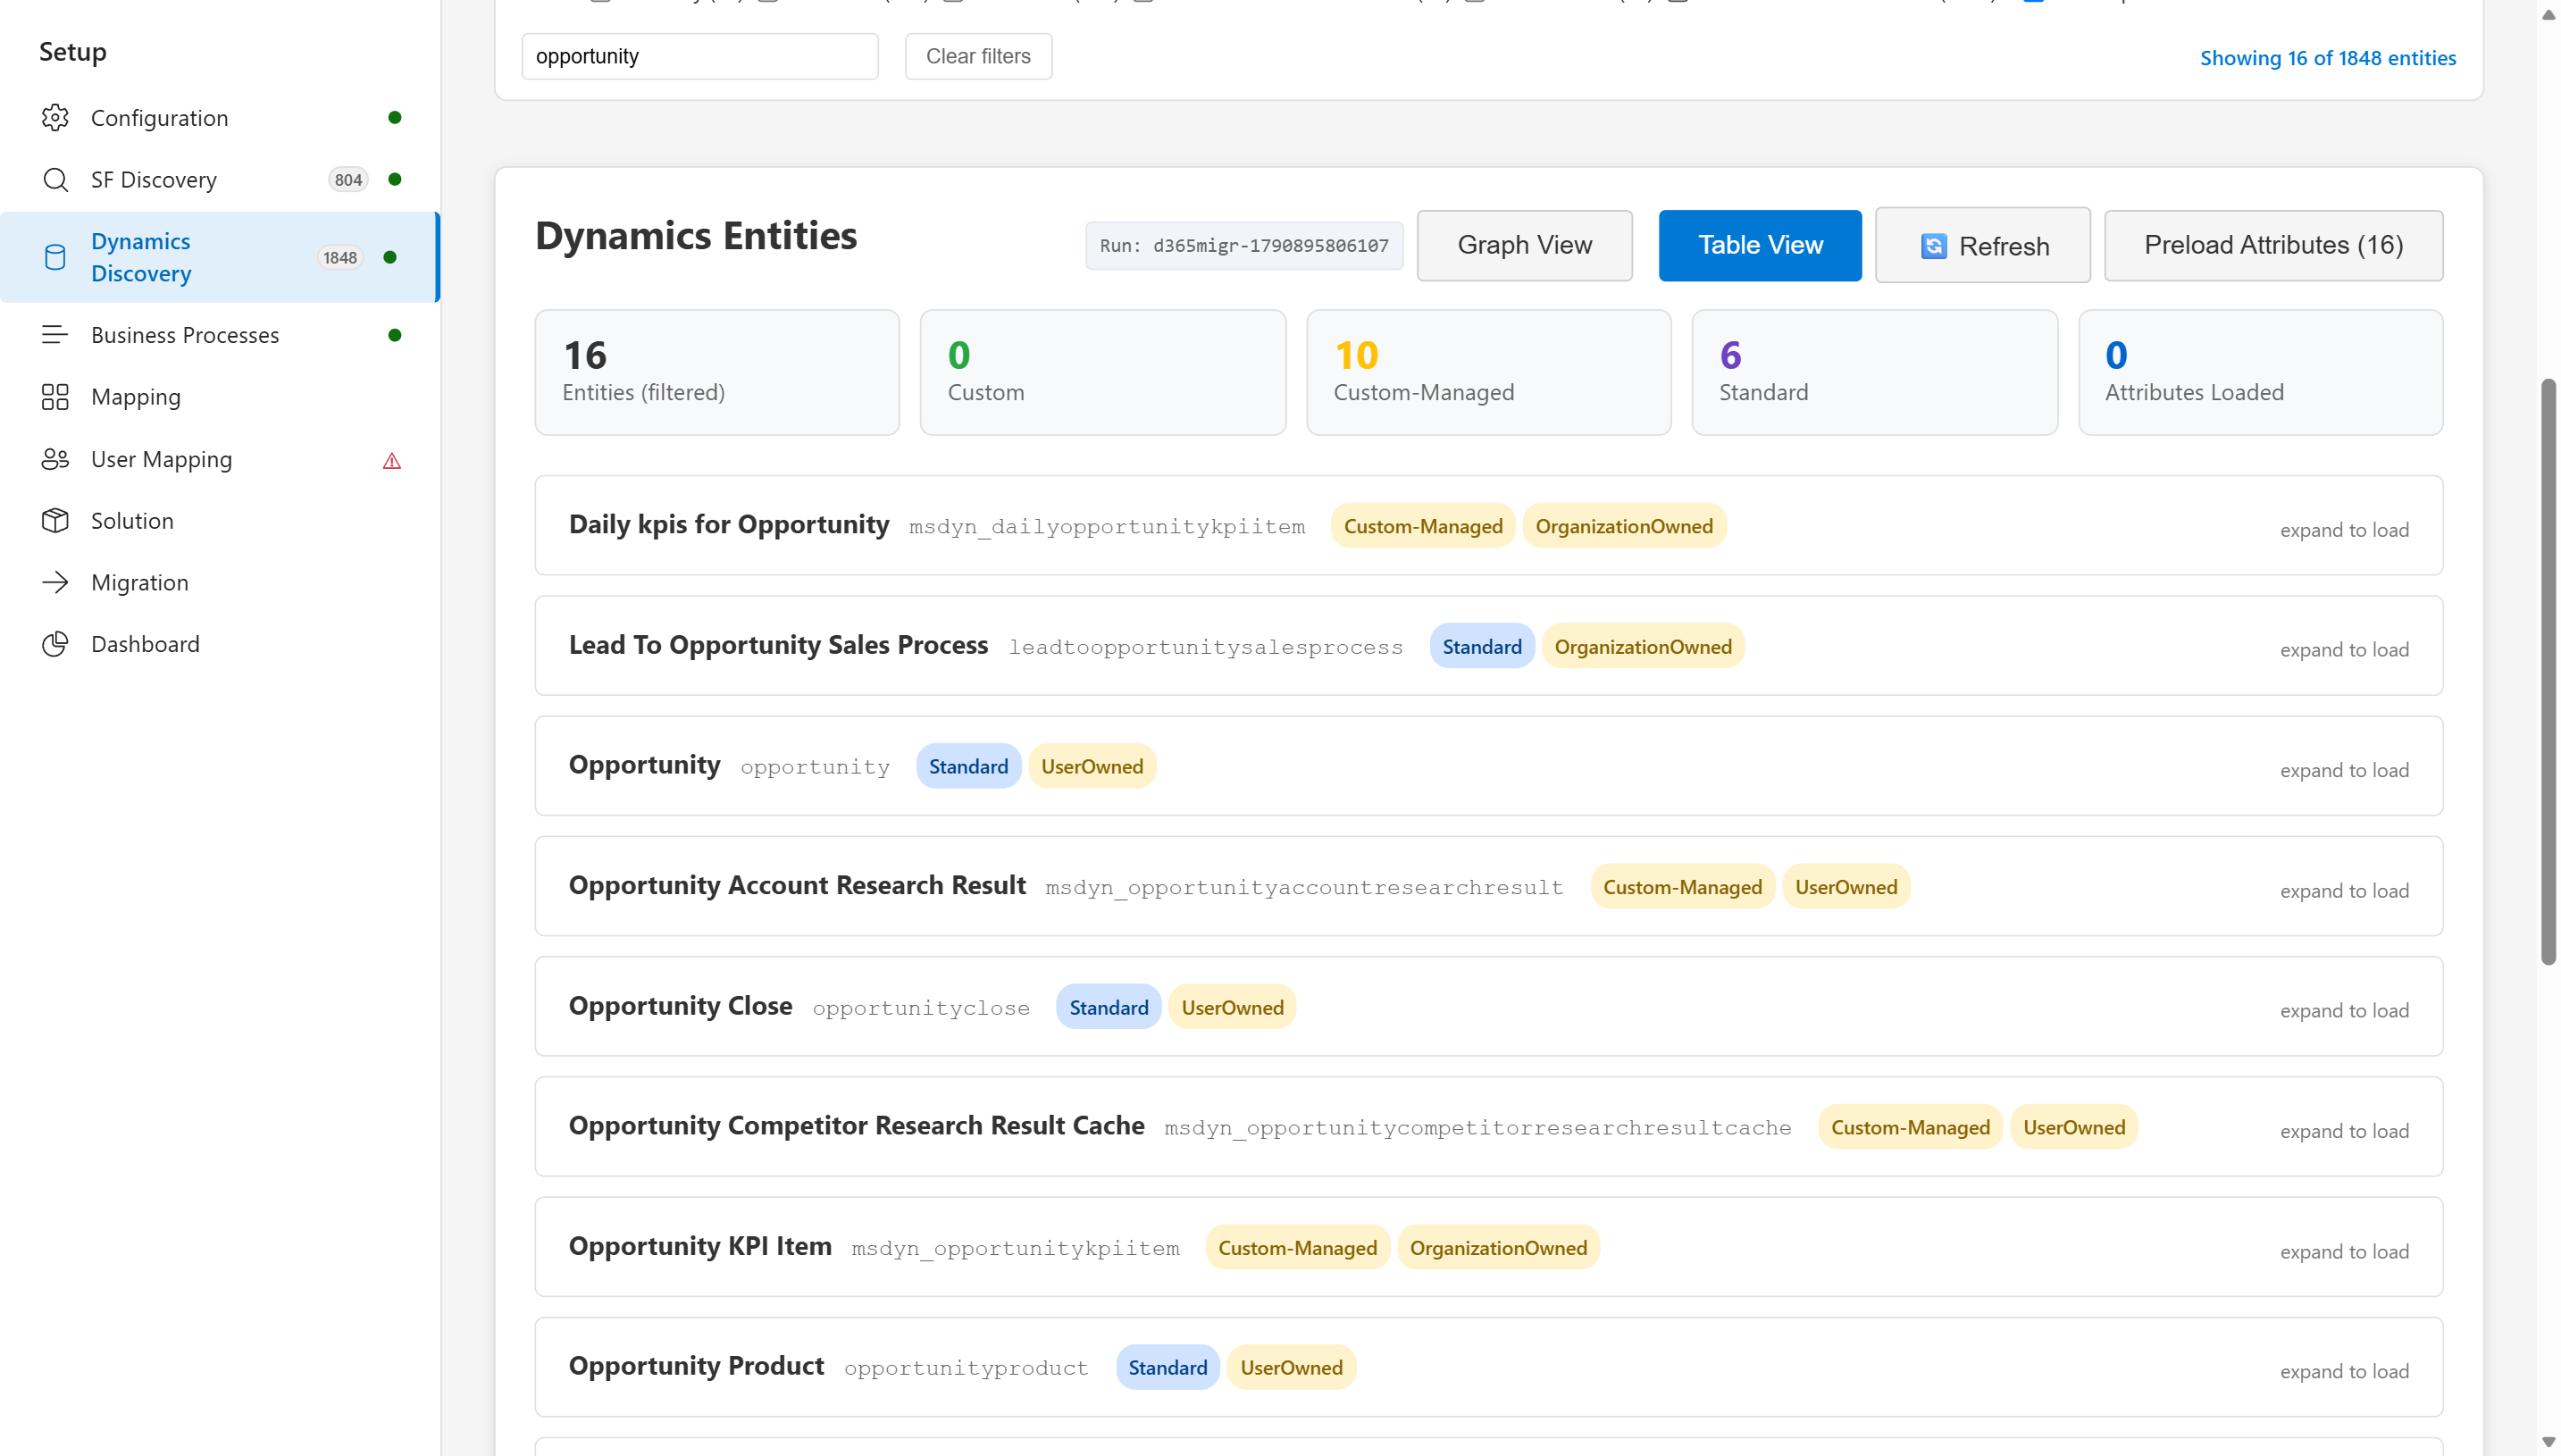 Setup
Configuration
SF Discovery 804
Dynamics Discovery 1848
Business Processes
Mapping
User Mapping
Solution
Migration
Dashboard
opportunity Clear filters Showing 16 of 1848 entities
Dynamics Entities Run: d365migr-1790895806107 Graph View Table View Refresh Preload Attributes (16)
16 Entities (filtered)
0 Custom
10 Custom-Managed
6 Standard
0 Attributes Loaded
Daily kpis for Opportunity msdyn_dailyopportunitykpiitem Custom-Managed OrganizationOwned expand to load
Lead To Opportunity Sales Process leadtoopportunitysalesprocess Standard OrganizationOwned expand to load
Opportunity opportunity Standard UserOwned expand to load
Opportunity Account Research Result msdyn_opportunityaccountresearchresult Custom-Managed UserOwned expand to load
Opportunity Close opportunityclose Standard UserOwned expand to load
Opportunity Competitor Research Result Cache msdyn_opportunitycompetitorresearchresultcache Custom-Managed UserOwned expand to load
Opportunity KPI Item msdyn_opportunitykpiitem Custom-Managed OrganizationOwned expand to load
Opportunity Product opportunityproduct Standard UserOwned expand to load